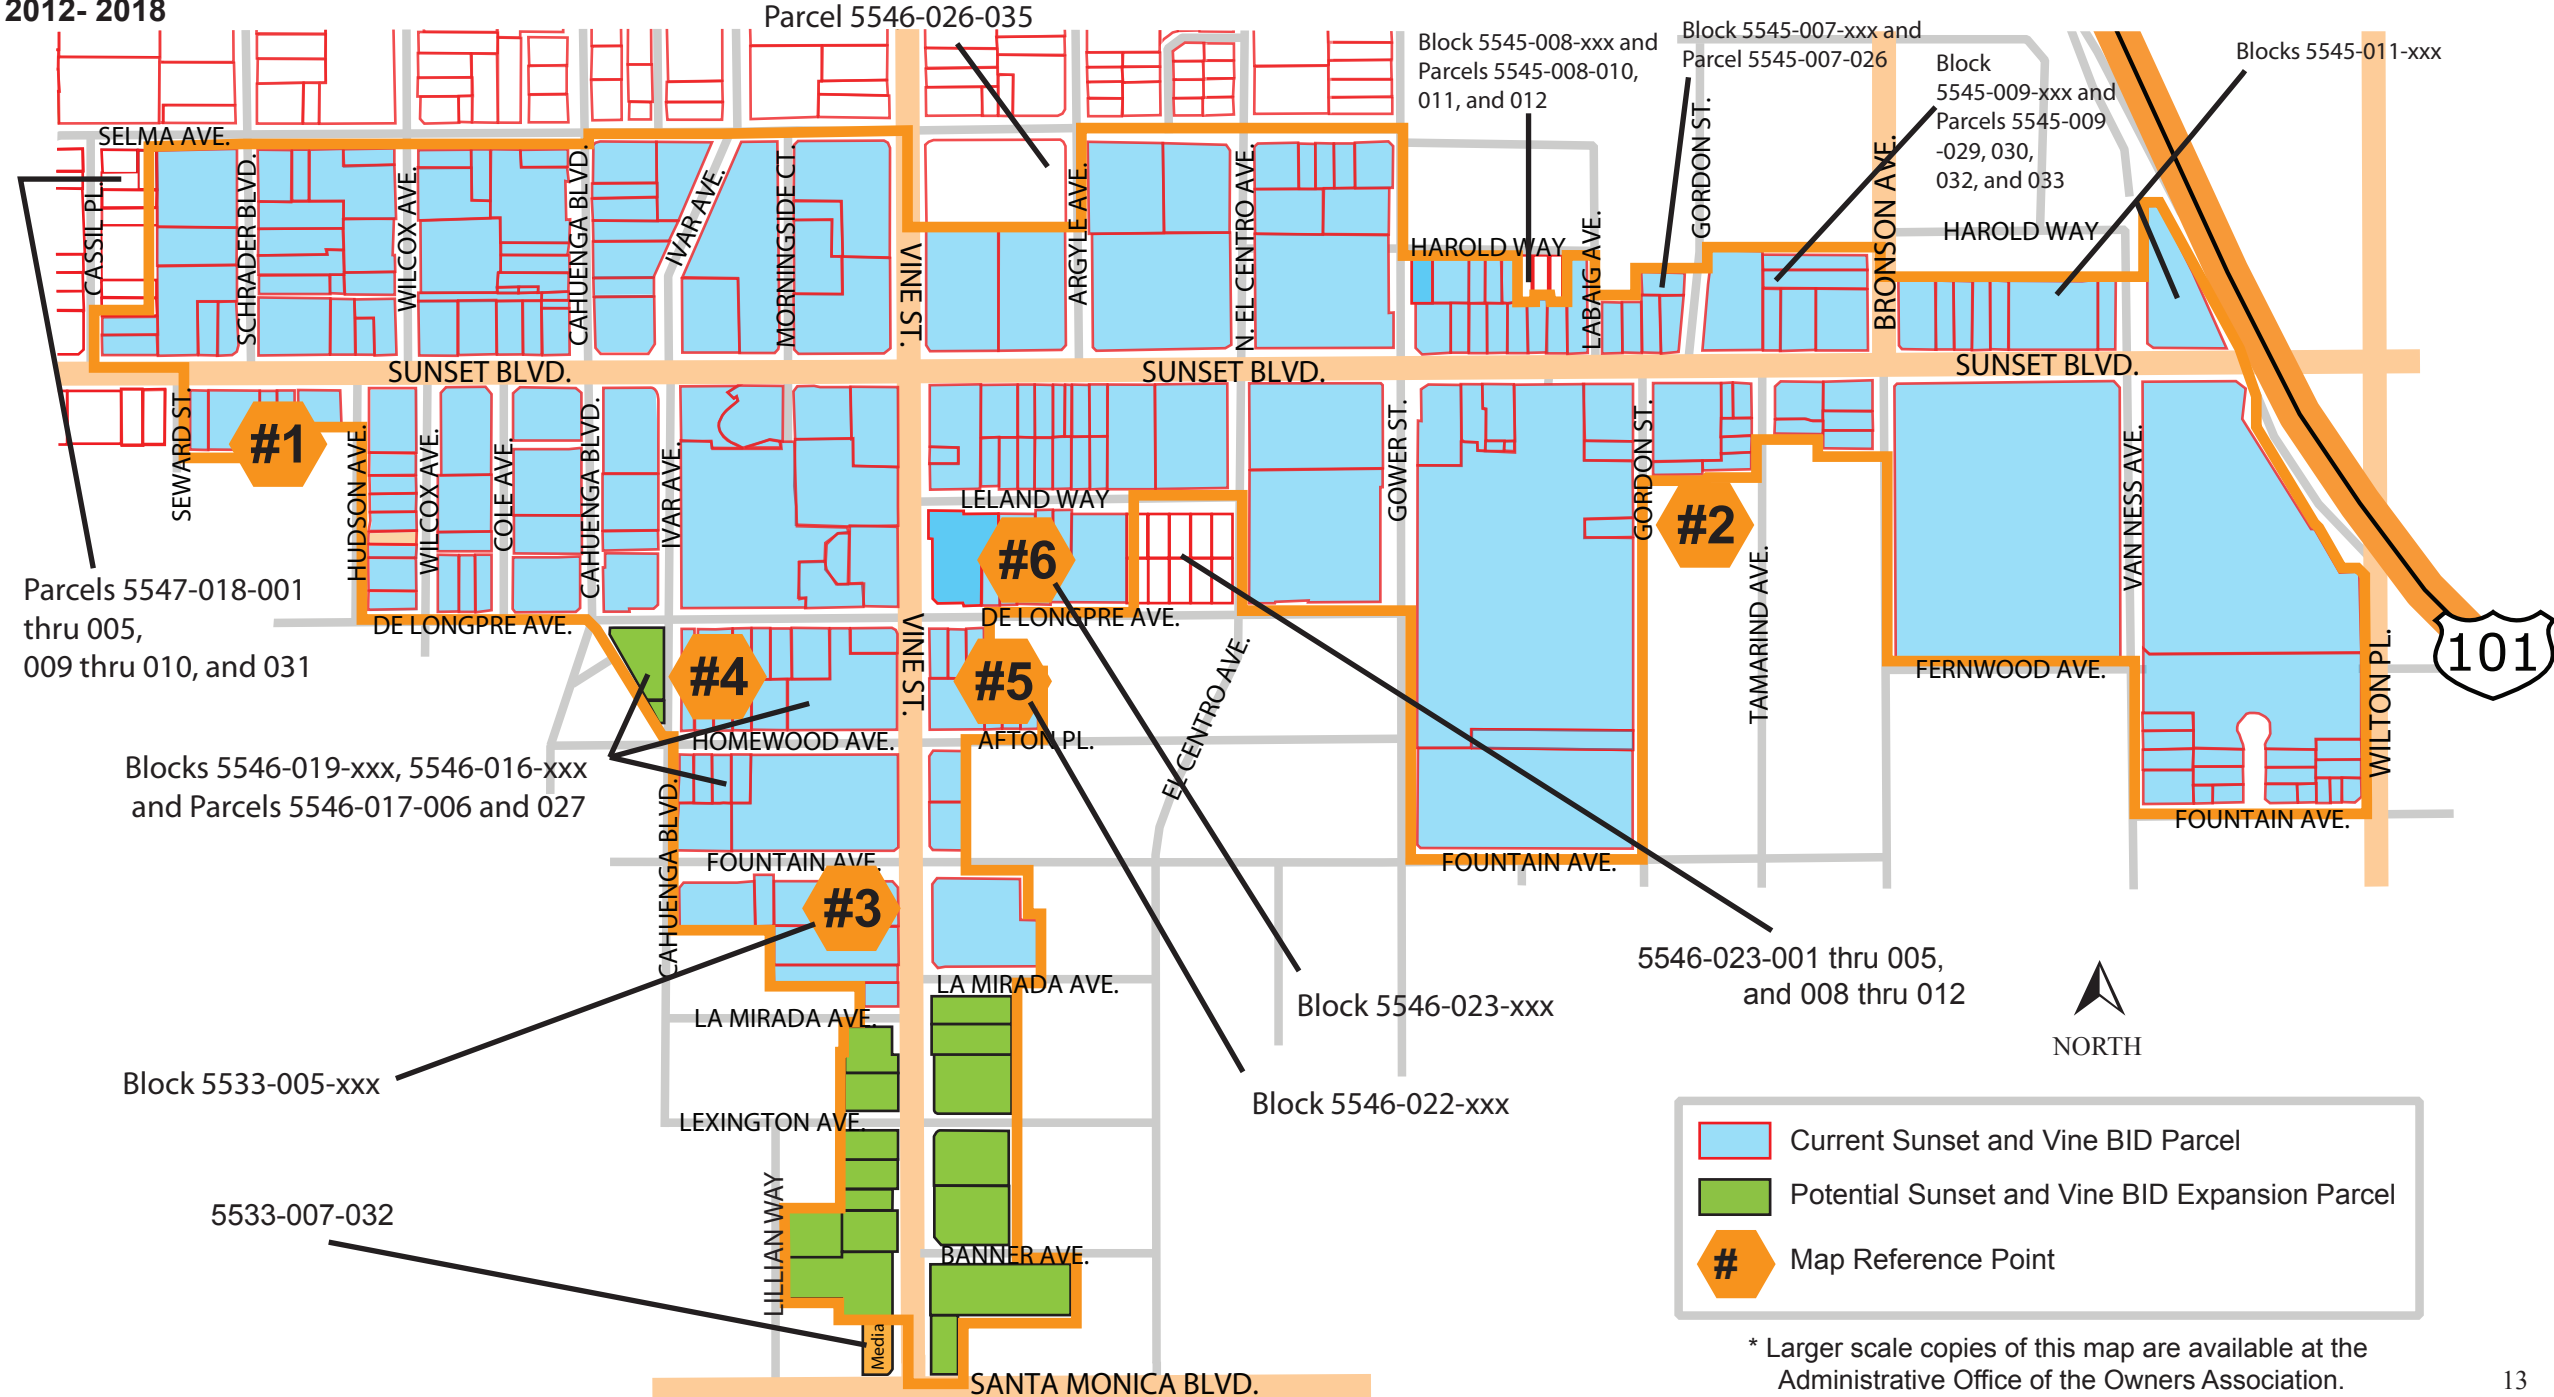 2012- 2018
Parcel 5546-026-035
Block 5545-008-xxx and
Parcels 5545-008-010,
011, and 012
Block 5545-007-xxx and
Parcel 5545-007-026
Block
5545-009-xxx and
Parcels 5545-009
-029, 030,
032, and 033
Blocks 5545-011-xxx
SELMA AVE.
CASSIL PL.
SCHRADER BLVD.
WILCOX AVE.
CAHUENGA BLVD.
IVAR AVE.
MORNINGSIDE CT.
VINE ST.
ARGYLE AVE.
N. EL CENTRO AVE.
HAROLD WAY
LABAIG AVE.
GORDON ST.
BRONSON AVE.
HAROLD WAY
SUNSET BLVD.
SUNSET BLVD.
SUNSET BLVD.
SEWARD ST.
#1
HUDSON AVE.
WILCOX AVE.
COLE AVE.
CAHUENGA BLVD.
IVAR AVE.
LELAND WAY
#6
GOWER ST.
GORDON ST.
#2
TAMARIND AVE.
VAN NESS AVE.
WILTON PL.
101
Parcels 5547-018-001
thru 005,
009 thru 010, and 031
DE LONGPRE AVE.
DE LONGPRE AVE.
#4
VINE ST.
#5
EL CENTRO AVE.
FERNWOOD AVE.
HOMEWOOD AVE.
AFTON PL.
Blocks 5546-019-xxx, 5546-016-xxx
and Parcels 5546-017-006 and 027
CAHUENGA BLVD.
FOUNTAIN AVE.
FOUNTAIN AVE.
FOUNTAIN AVE.
#3
5546-023-001 thru 005,
and 008 thru 012
LA MIRADA AVE.
Block 5546-023-xxx
LA MIRADA AVE.
NORTH
Block 5533-005-xxx
Block 5546-022-xxx
LEXINGTON AVE.
LILLIAN WAY
5533-007-032
BANNER AVE.
Media
SANTA MONICA BLVD.
Current Sunset and Vine BID Parcel
Potential Sunset and Vine BID Expansion Parcel
# Map Reference Point
* Larger scale copies of this map are available at the
Administrative Office of the Owners Association.
13